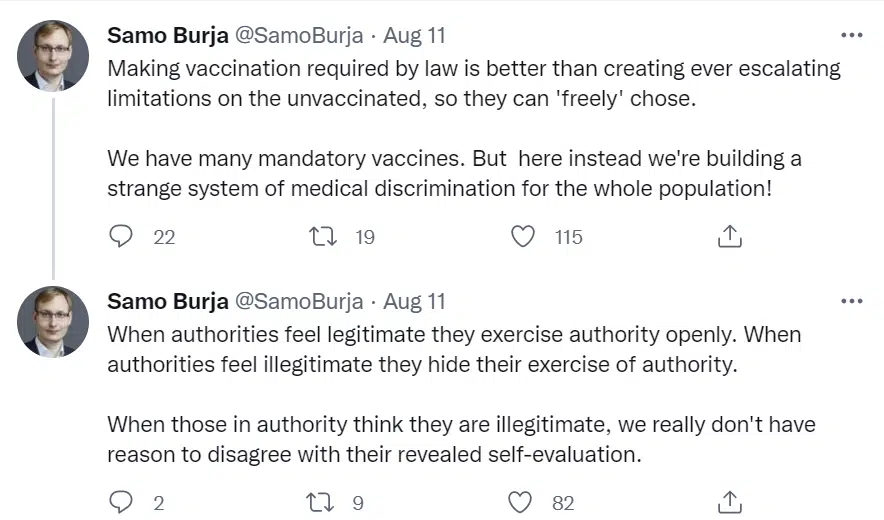 Samo Burja @SamoBurja · Aug 11
Making vaccination required by law is better than creating ever escalating
limitations on the unvaccinated, so they can 'freely' chose.
We have many mandatory vaccines. But  here instead we're building a
strange system of medical discrimination for the whole population!
22 19 115
Samo Burja @SamoBurja · Aug 11
When authorities feel legitimate they exercise authority openly. When
authorities feel illegitimate they hide their exercise of authority.
When those in authority think they are illegitimate, we really don't have
reason to disagree with their revealed self-evaluation.
2 9 82